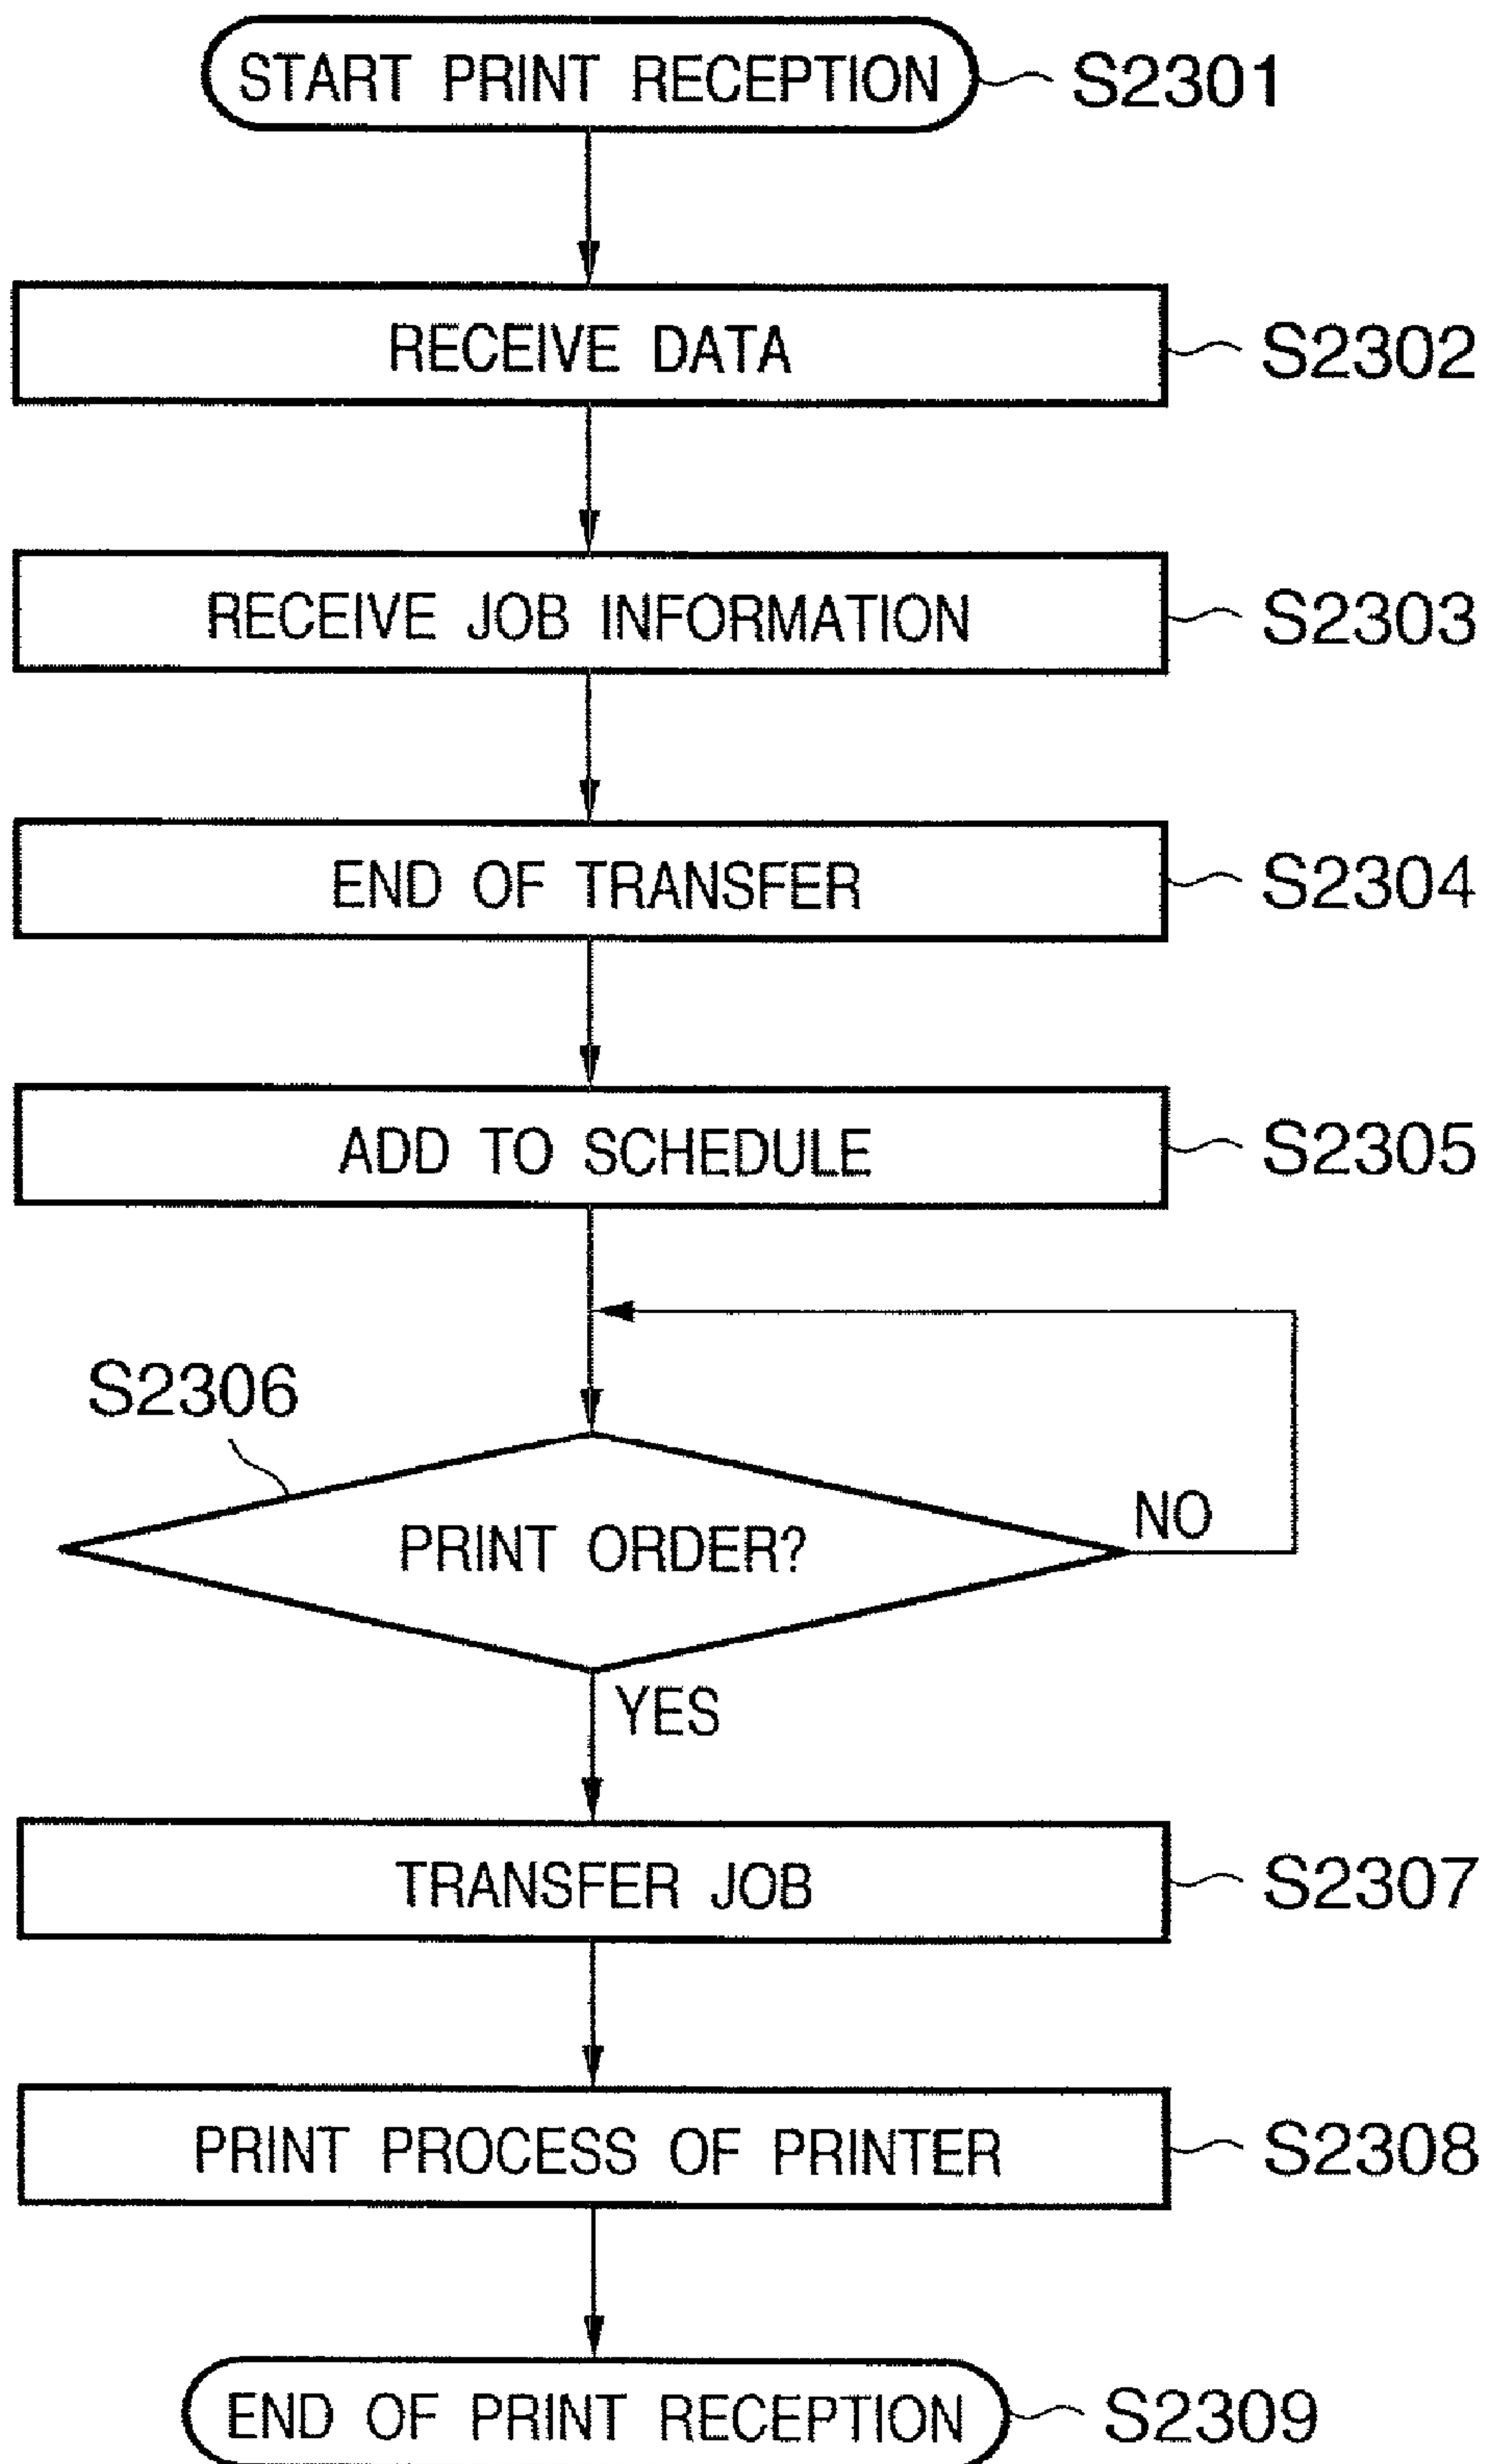 START PRINT RECEPTION
S2301
RECEIVE DATA
S2302
RECEIVE JOB INFORMATION
S2303
END OF TRANSFER
S2304
ADD TO SCHEDULE
S2305
S2306
PRINT ORDER?
NO
YES
TRANSFER JOB
S2307
PRINT PROCESS OF PRINTER
S2308
END OF PRINT RECEPTION
S2309